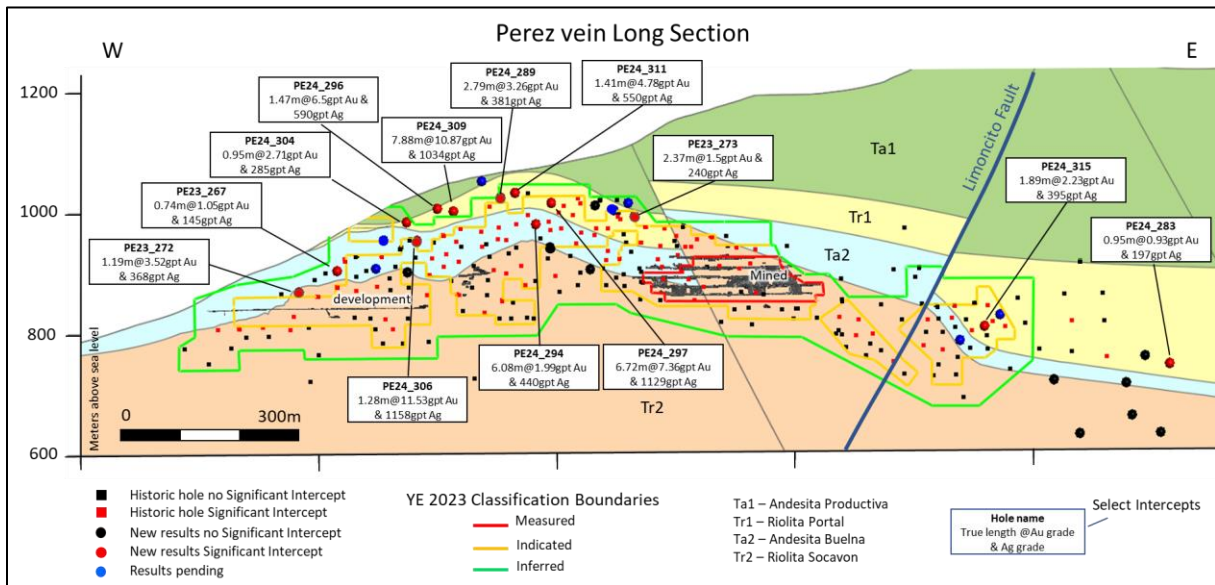 Perez vein Long Section
W
E
1200
1000
800
600
Meters above sea level
PE24_296
1.47m@6.5gpt Au &
590gpt Ag
PE24_289
2.79m@3.26gpt Au
& 381gpt Ag
PE24_311
1.41m@4.78gpt Au
& 550gpt Ag
PE24_304
0.95m@2.71gpt Au
& 285gpt Ag
PE24_309
7.88m@10.87gpt Au
& 1034gpt Ag
PE23_273
2.37m@1.5gpt Au &
240gpt Ag
PE23_267
0.74m@1.05gpt Au
& 145gpt Ag
PE23_272
1.19m@3.52gpt Au
& 368gpt Ag
PE24_315
1.89m@2.23gpt Au
& 395gpt Ag
PE24_283
0.95m@0.93gpt Au
& 197gpt Ag
Ta1
Limoncito Fault
Tr1
Ta2
Mined
development
PE24_294
6.08m@1.99gpt Au
& 440gpt Ag
PE24_297
6.72m@7.36gpt Au
& 1129gpt Ag
PE24_306
1.28m@11.53gpt Au
& 1158gpt Ag
Tr2
0 300m
Historic hole no Significant Intercept
Historic hole Significant Intercept
New results no Significant Intercept
New results Significant Intercept
Results pending
YE 2023 Classification Boundaries
Measured
Indicated
Inferred
Ta1 – Andesita Productiva
Tr1 – Riolita Portal
Ta2 – Andesita Buelna
Tr2 – Riolita Socavon
Hole name
True length @Au grade
& Ag grade
Select Intercepts